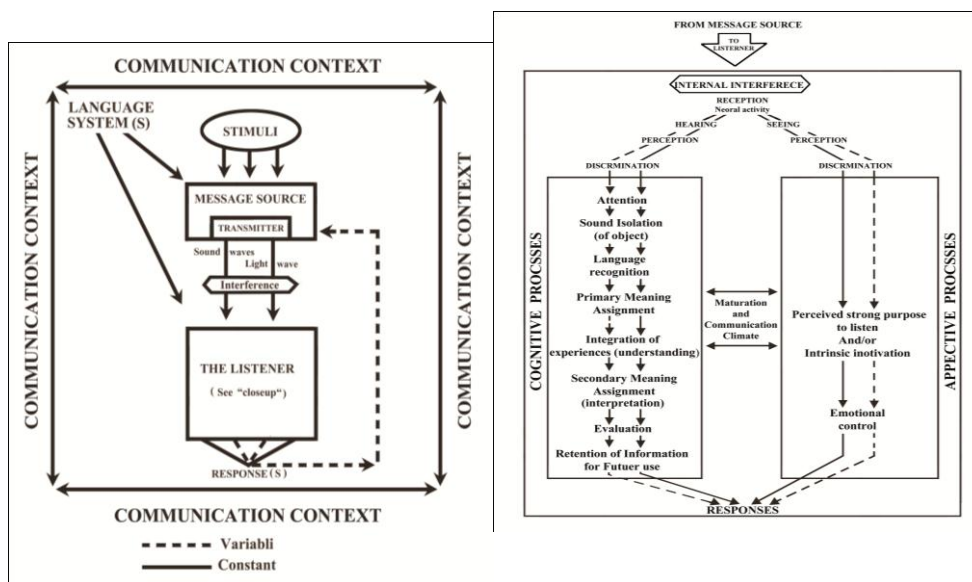 COMMUNICATION CONTEXT
LANGUAGE
SYSTEM (S)
STIMULI
COMMUNICATION CONTEXT
MESSAGE SOURCE
TRANSMITTER
Sound waves
Light wave
Interference
THE LISTENER
( See "closeup")
RESPONSE(S)
COMMUNICATION CONTEXT
COMMUNICATION CONTEXT
Variabli
Constant
FROM MESSAGE SOURCE
TO
LISTERNER
INTERNAL INTERFERECE
RECEPTION
Neoral activity
HEARING
SEEING
PERCEPTION
PERCEPTION
DISCRMINATION
DISCRMINATION
COGNITIVE PROCSSES
Attention
Sound Isolation
(of object)
Language
recognition
Primary Meaning
Assignment
Integration of
experiences (understanding)
Secondary Meaning
Assignment
(interpretation)
Evaluation
Retention of Information
for Futuer use
Maturation
and
Communication
Climate
Perceived strong purpose
to listen
And/or
Intrinsic inotivation
Emotional
control
APPECTIVE PROCSSES
RESPONSES